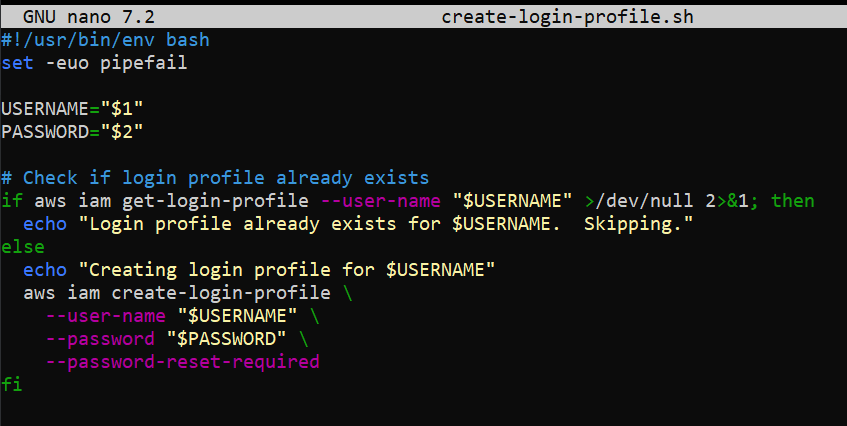 GNU nano 7.2 create-login-profile.sh
#!/usr/bin/env bash
set -euo pipefail
USERNAME="$1"
PASSWORD="$2"
# Check if login profile already exists
if aws iam get-login-profile --user-name "$USERNAME" >/dev/null 2>&1; then
  echo "Login profile already exists for $USERNAME.  Skipping."
else
  echo "Creating login profile for $USERNAME"
  aws iam create-login-profile \
    --user-name "$USERNAME" \
    --password "$PASSWORD" \
    --password-reset-required
fi